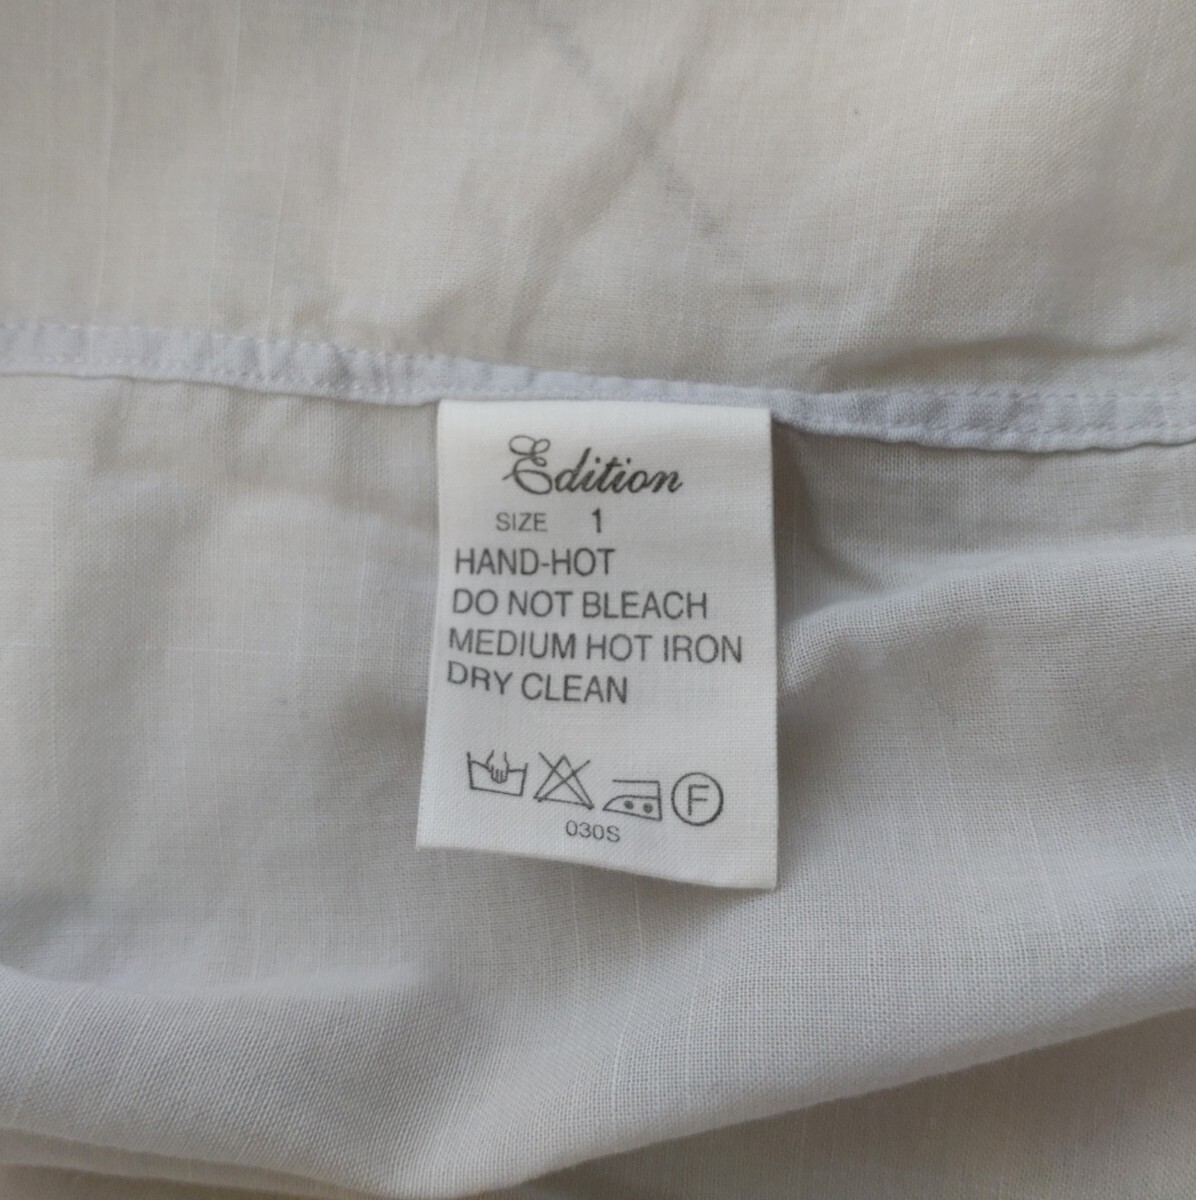 Edition
SIZE 1
HAND-HOT
DO NOT BLEACH
MEDIUM HOT IRON
DRY CLEAN
F
030S